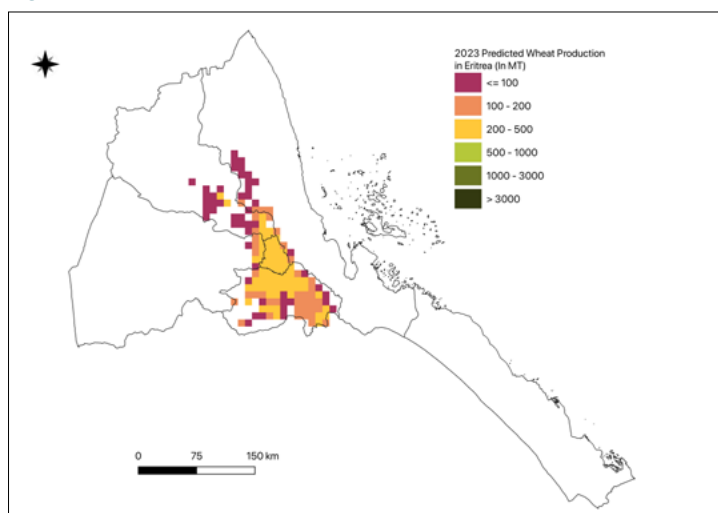 2023 Predicted Wheat Production
in Eritrea (In MT)
<= 100
100 - 200
200 - 500
500 - 1000
1000 - 3000
> 3000
0 75 150 km